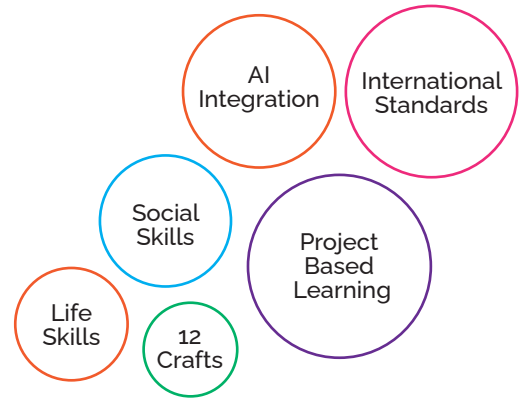 AI
Integration
International
Standards
Social
Skills
Project
Based
Learning
Life
Skills
12
Crafts